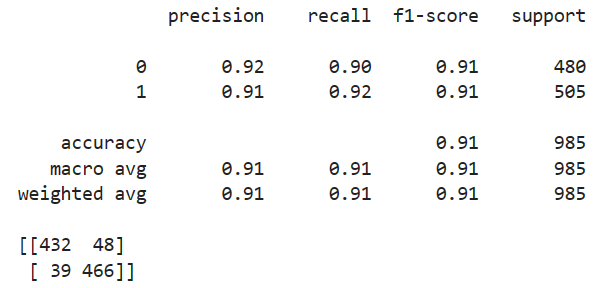 precision recall f1-score support
0 0.92 0.90 0.91 480
1 0.91 0.92 0.91 505
accuracy 0.91 985
macro avg 0.91 0.91 0.91 985
weighted avg 0.91 0.91 0.91 985
[[432 48]
[ 39 466]]